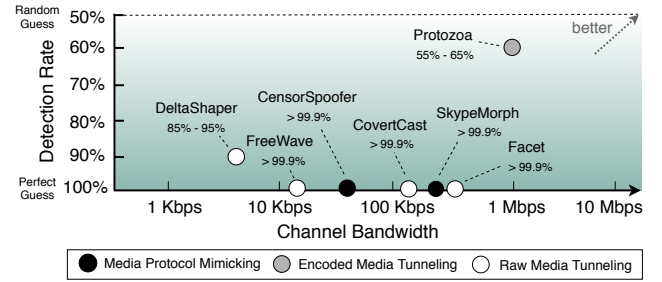 Random
Guess
50%
better
Protozoa
55% - 65%
60%
Detection Rate
70%
CensorSpoofer
> 99.9%
DeltaShaper
85% - 95%
SkypeMorph
> 99.9%
CovertCast
> 99.9%
80%
FreeWave
> 99.9%
Facet
> 99.9%
90%
Perfect
Guess
100%
1 Kbps
10 Kbps
100 Kbps
1 Mbps
10 Mbps
Channel Bandwidth
Media Protocol Mimicking
Encoded Media Tunneling
Raw Media Tunneling